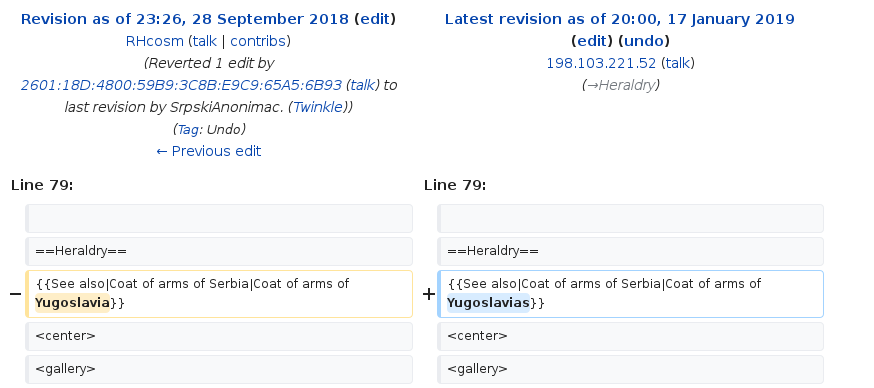 Revision as of 23:26, 28 September 2018 (edit)
RHcosm (talk | contribs)
(Reverted 1 edit by
2601:18D:4800:59B9:3C8B:E9C9:65A5:6B93 (talk) to
last revision by SrpskiAnonimac. (Twinkle))
(Tag: Undo)
← Previous edit
Latest revision as of 20:00, 17 January 2019
(edit) (undo)
198.103.221.52 (talk)
(→Heraldry)
Line 79:
Line 79:
==Heraldry==
==Heraldry==
− {{See also|Coat of arms of Serbia|Coat of arms of
Yugoslavia}}
+ {{See also|Coat of arms of Serbia|Coat of arms of
Yugoslavias}}
<center>
<center>
<gallery>
<gallery>